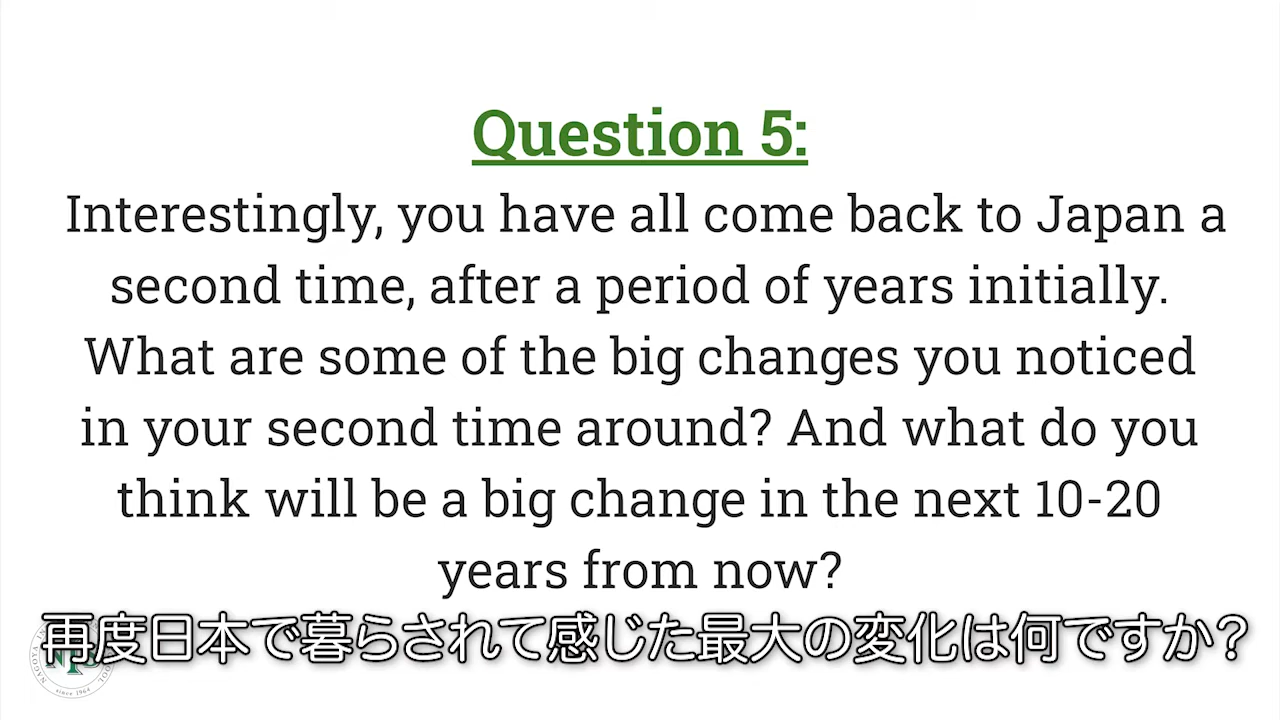 Question 5:
Interestingly, you have all come back to Japan a
second time, after a period of years initially.
What are some of the big changes you noticed
in your second time around? And what do you
think will be a big change in the next 10-20
years from now?
再度日本で暮らされて感じた最大の変化は何ですか?
since 1964